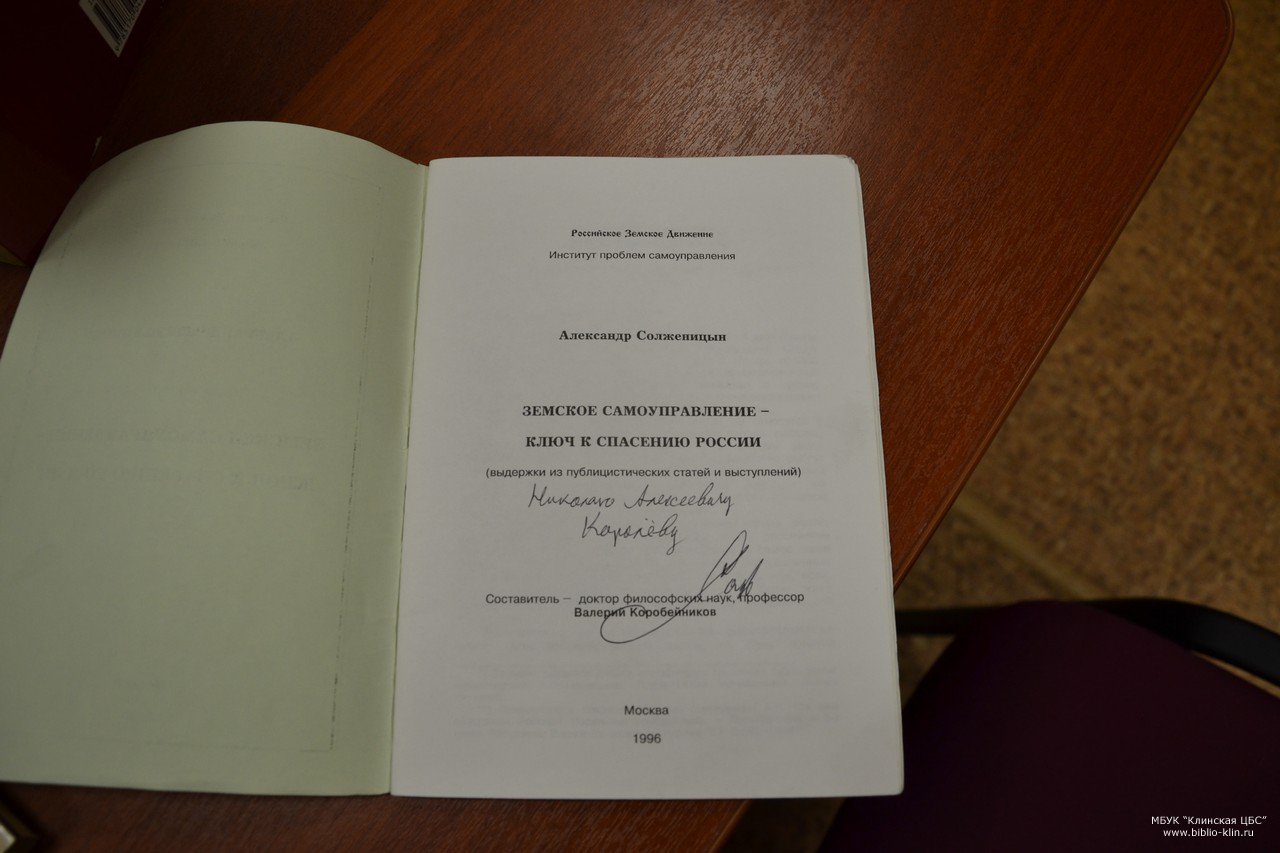 Российское Земское Движение
Институт проблем самоуправления
Александр Солженицын
ЗЕМСКОЕ САМОУПРАВЛЕНИЕ –
КЛЮЧ К СПАСЕНИЮ РОССИИ
(выдержки из публицистических статей и выступлений)
Николаю Алексеевичу
Королёву
Составитель – доктор философских наук, профессор
Валерий Коробейников
Москва
1996
МБУК "Клинская ЦБС"
www.biblio-klin.ru